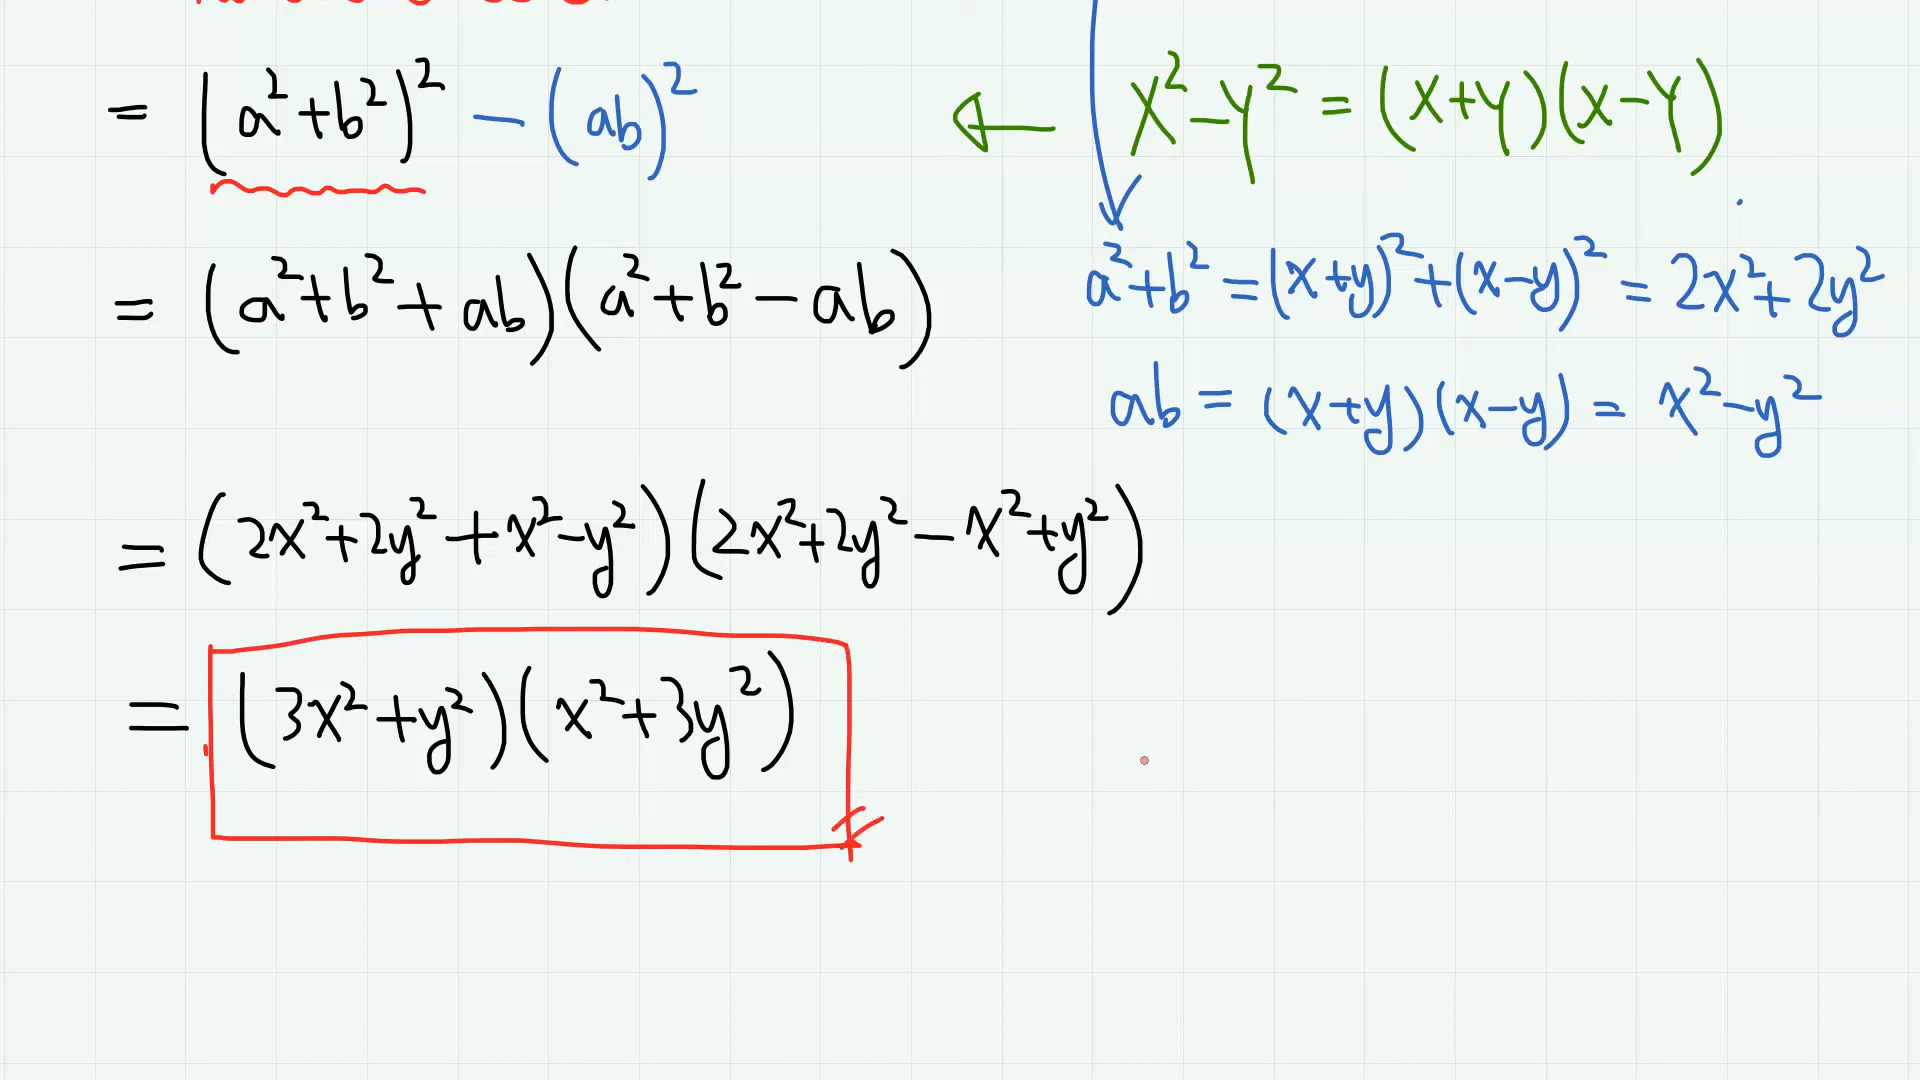 = (a²+b²)² − (ab)²
X²−Y² = (X+Y)(X−Y)
= (a²+b²+ab)(a²+b²−ab)
a²+b² = (x+y)²+(x−y)² = 2x²+2y²
ab = (x+y)(x−y) = x²−y²
= (2x²+2y²+x²−y²)(2x²+2y²−x²+y²)
= (3x²+y²)(x²+3y²)